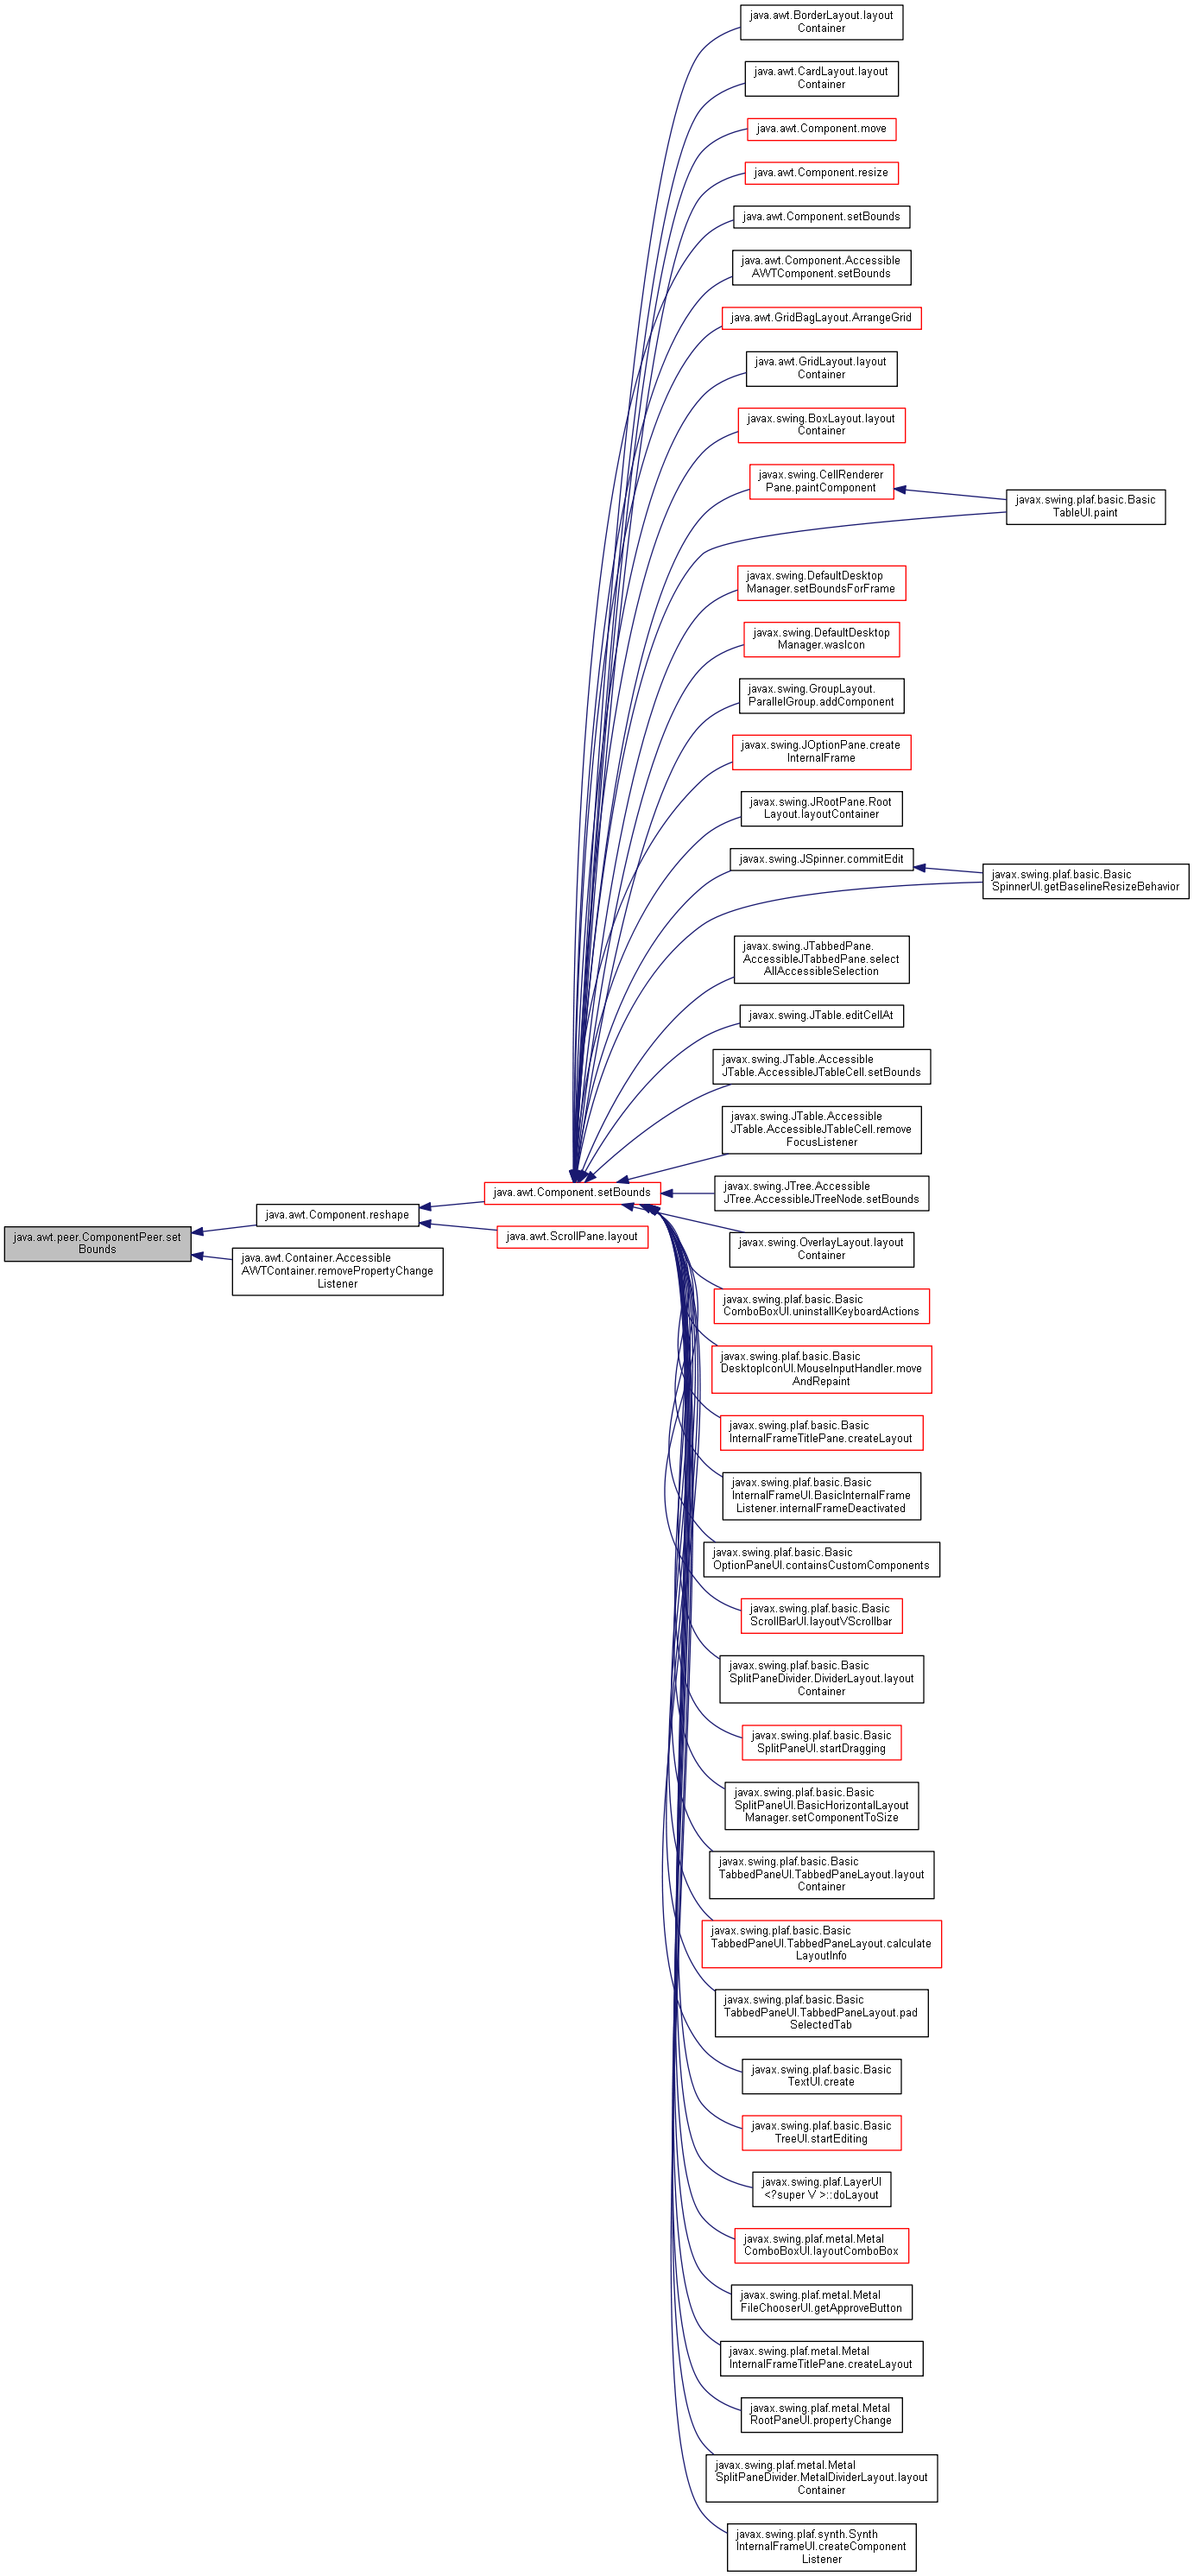 java.awt.BorderLayout.layout
Container
java.awt.CardLayout.layout
Container
java.awt.Component.move
java.awt.Component.resize
java.awt.Component.setBounds
java.awt.Component.Accessible
AWTComponent.setBounds
java.awt.GridBagLayout.ArrangeGrid
java.awt.GridLayout.layout
Container
javax.swing.BoxLayout.layout
Container
javax.swing.CellRenderer
Pane.paintComponent
javax.swing.plaf.basic.Basic
TableUI.paint
javax.swing.DefaultDesktop
Manager.setBoundsForFrame
javax.swing.DefaultDesktop
Manager.wasIcon
javax.swing.GroupLayout.
ParallelGroup.addComponent
javax.swing.JOptionPane.create
InternalFrame
javax.swing.JRootPane.Root
Layout.layoutContainer
javax.swing.JSpinner.commitEdit
javax.swing.plaf.basic.Basic
SpinnerUI.getBaselineResizeBehavior
javax.swing.JTabbedPane.
AccessibleJTabbedPane.select
AllAccessibleSelection
javax.swing.JTable.editCellAt
javax.swing.JTable.Accessible
JTable.AccessibleJTableCell.setBounds
javax.swing.JTable.Accessible
JTable.AccessibleJTableCell.remove
FocusListener
java.awt.Component.setBounds
javax.swing.JTree.Accessible
JTree.AccessibleJTreeNode.setBounds
java.awt.Component.reshape
java.awt.ScrollPane.layout
java.awt.peer.ComponentPeer.set
Bounds
java.awt.Container.Accessible
AWTContainer.removePropertyChange
Listener
javax.swing.OverlayLayout.layout
Container
javax.swing.plaf.basic.Basic
ComboBoxUI.uninstallKeyboardActions
javax.swing.plaf.basic.Basic
DesktopIconUI.MouseInputHandler.move
AndRepaint
javax.swing.plaf.basic.Basic
InternalFrameTitlePane.createLayout
javax.swing.plaf.basic.Basic
InternalFrameUI.BasicInternalFrame
Listener.internalFrameDeactivated
javax.swing.plaf.basic.Basic
OptionPaneUI.containsCustomComponents
javax.swing.plaf.basic.Basic
ScrollBarUI.layoutVScrollbar
javax.swing.plaf.basic.Basic
SplitPaneDivider.DividerLayout.layout
Container
javax.swing.plaf.basic.Basic
SplitPaneUI.startDragging
javax.swing.plaf.basic.Basic
SplitPaneUI.BasicHorizontalLayout
Manager.setComponentToSize
javax.swing.plaf.basic.Basic
TabbedPaneUI.TabbedPaneLayout.layout
Container
javax.swing.plaf.basic.Basic
TabbedPaneUI.TabbedPaneLayout.calculate
LayoutInfo
javax.swing.plaf.basic.Basic
TabbedPaneUI.TabbedPaneLayout.pad
SelectedTab
javax.swing.plaf.basic.Basic
TextUI.create
javax.swing.plaf.basic.Basic
TreeUI.startEditing
javax.swing.plaf.LayerUI
<?super V >::doLayout
javax.swing.plaf.metal.Metal
ComboBoxUI.layoutComboBox
javax.swing.plaf.metal.Metal
FileChooserUI.getApproveButton
javax.swing.plaf.metal.Metal
InternalFrameTitlePane.createLayout
javax.swing.plaf.metal.Metal
RootPaneUI.propertyChange
javax.swing.plaf.metal.Metal
SplitPaneDivider.MetalDividerLayout.layout
Container
javax.swing.plaf.synth.Synth
InternalFrameUI.createComponent
Listener